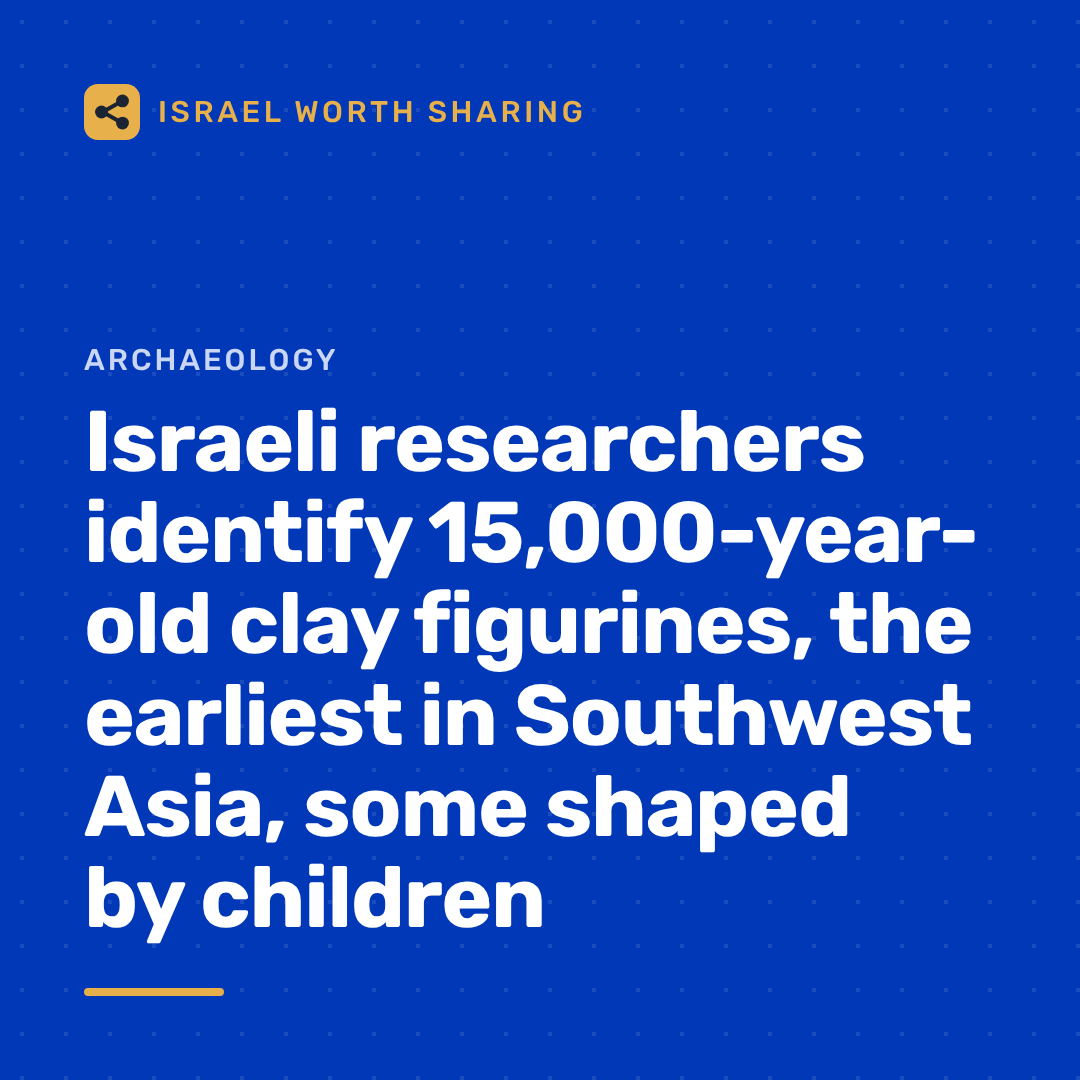 ISRAEL WORTH SHARING
ARCHAEOLOGY
Israeli researchers
identify 15,000-year-
old clay figurines, the
earliest in Southwest
Asia, some shaped
by children